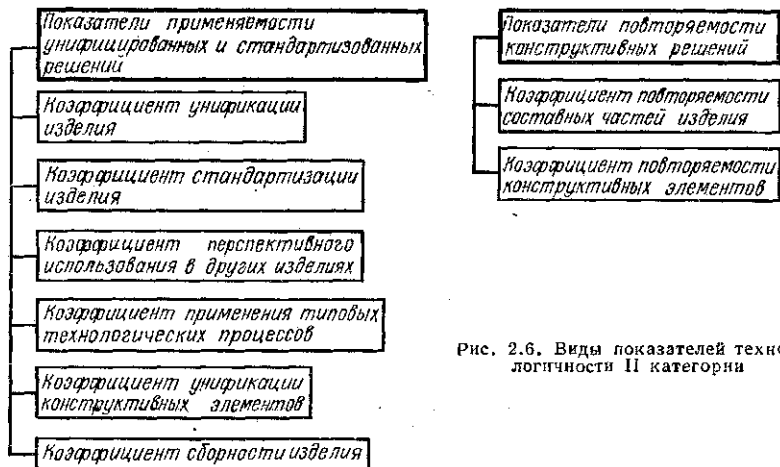 Показатели применяемости
унифицированных и стандартизованных
решений
Коэффициент унификации
изделия
Коэффициент стандартизации
изделия
Коэффициент перспективного
использования в других изделиях
Коэффициент применения типовых
технологических процессов
Коэффициент унификации
конструктивных элементов
Коэффициент сборности изделия
Показатели повторяемости
конструктивных решений
Коэффициент повторяемости
составных частей изделия
Коэффициент повторяемости
конструктивных элементов
Рис. 2.6. Виды показателей техно
логичности II категории